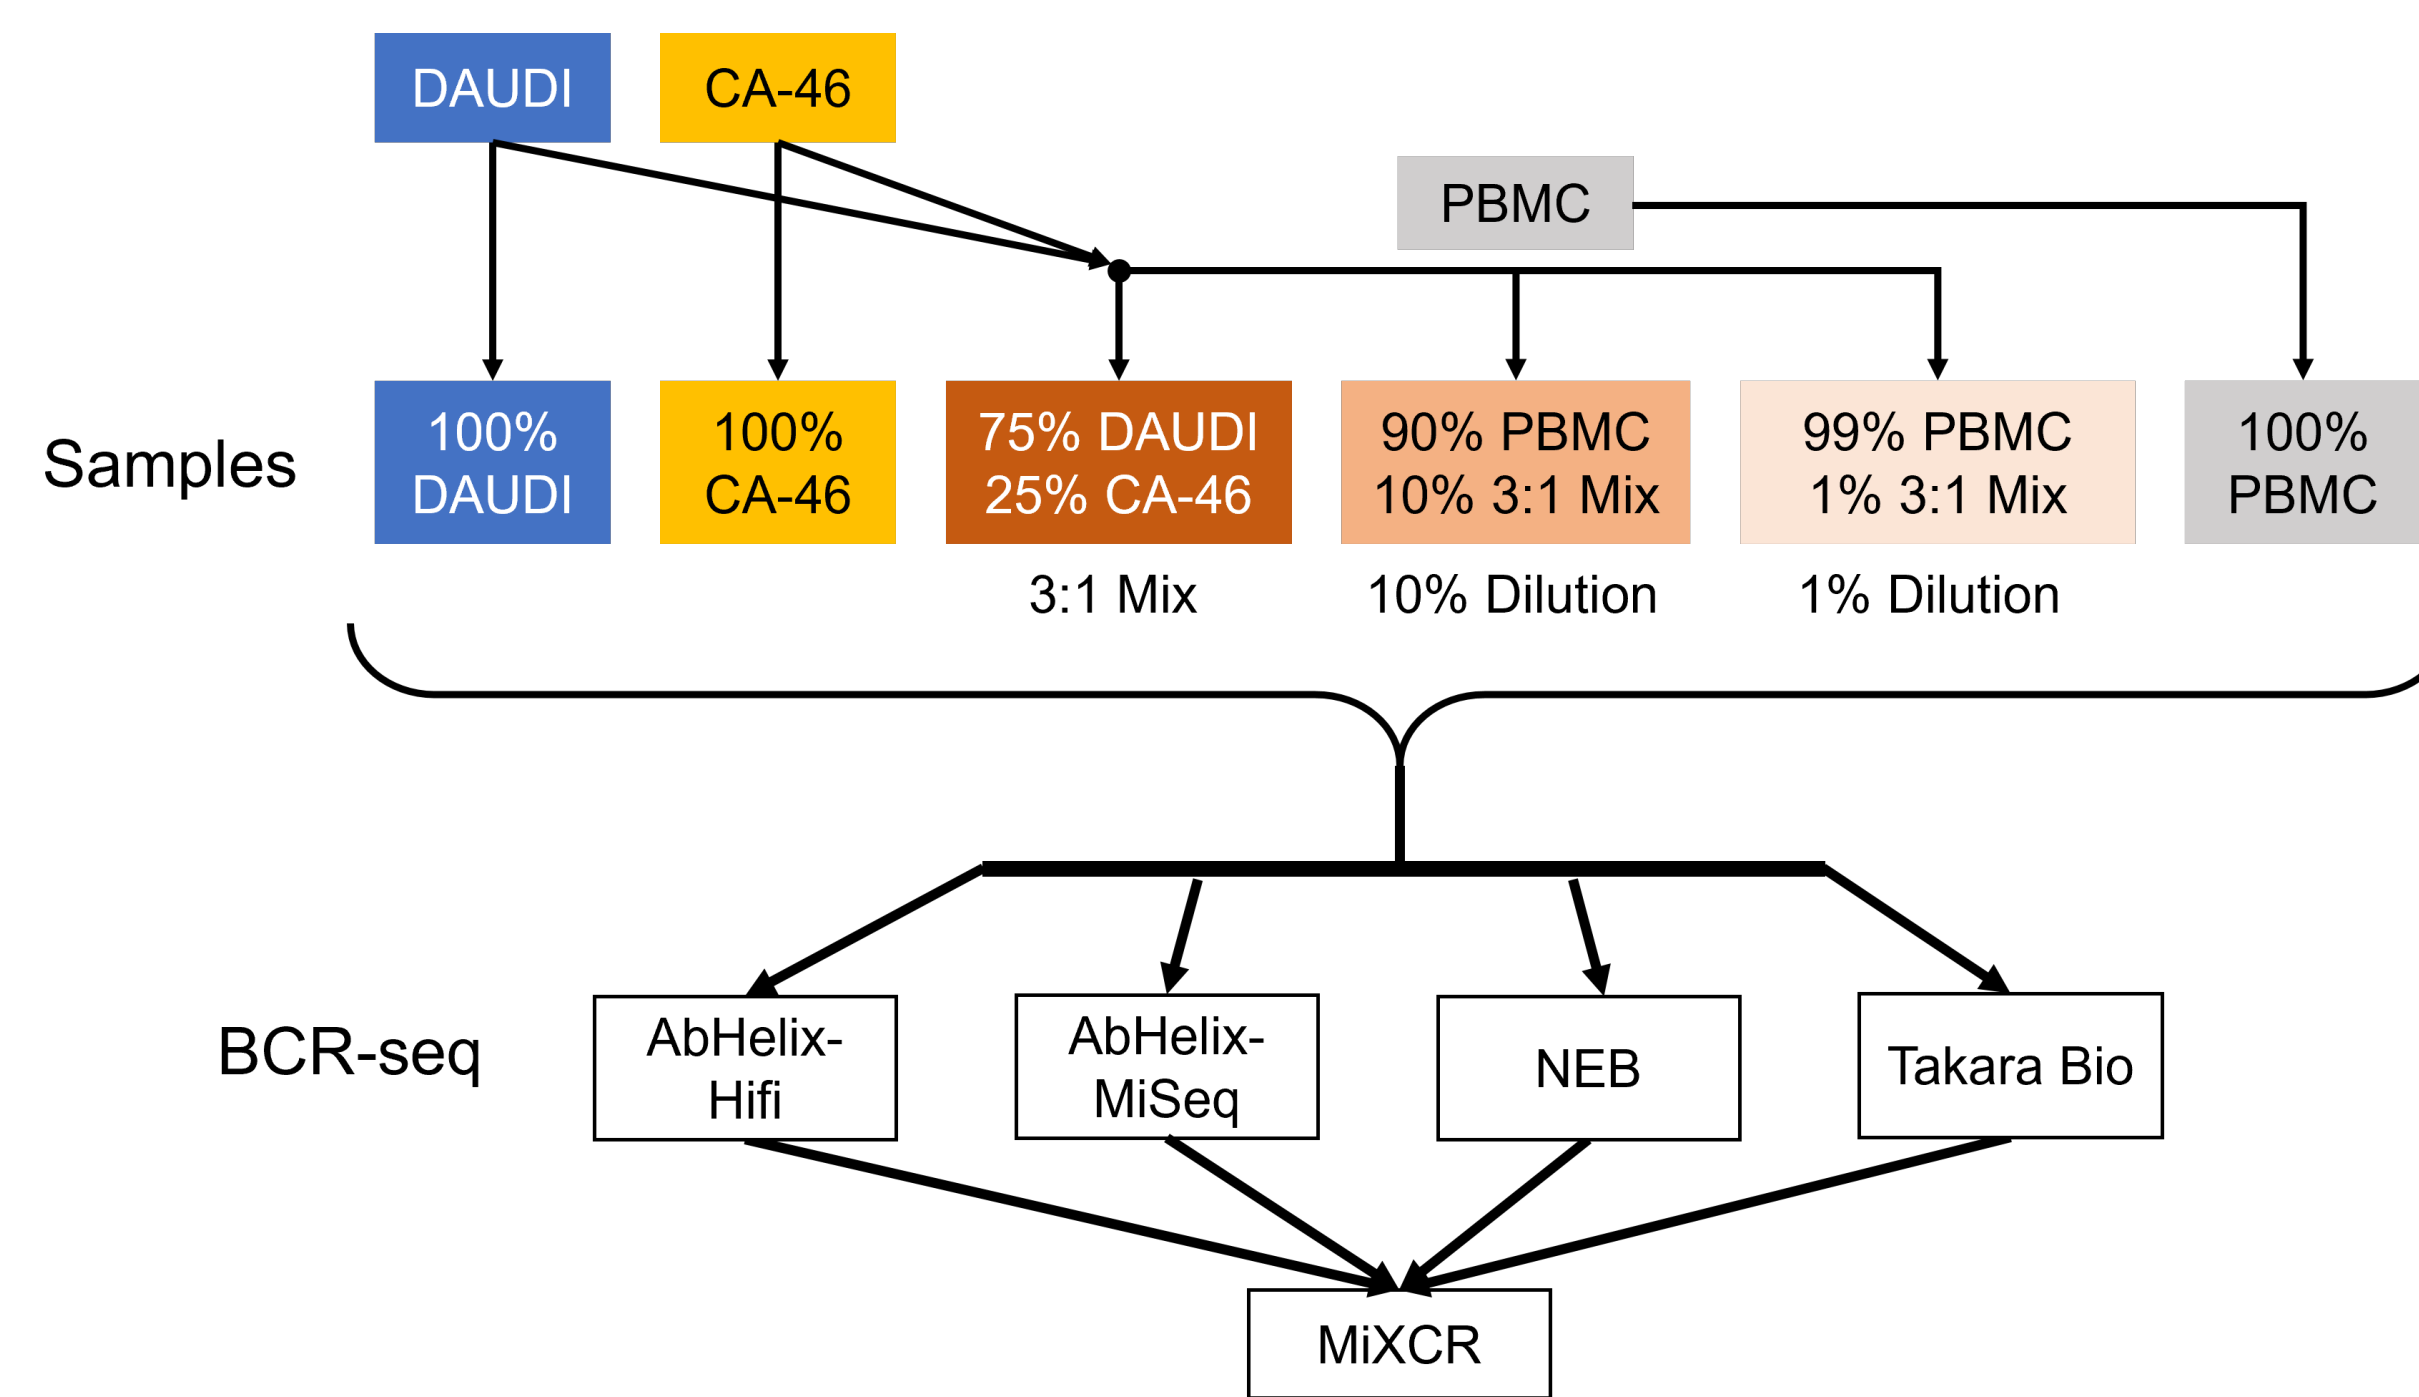 DAUDI
CA-46
PBMC
Samples
100%
DAUDI
100%
CA-46
75% DAUDI
25% CA-46
90% PBMC
10% 3:1 Mix
99% PBMC
1% 3:1 Mix
100%
PBMC
3:1 Mix
10% Dilution
1% Dilution
BCR-seq
AbHelix-
Hifi
AbHelix-
MiSeq
NEB
Takara Bio
MiXCR